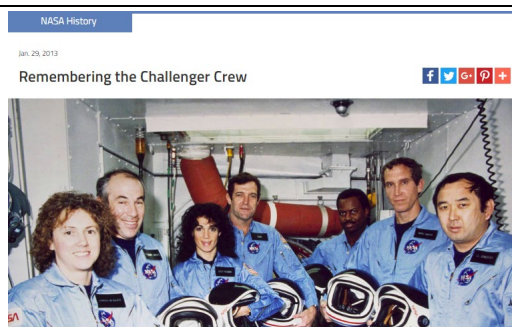 NASA History
Jan. 29, 2013
Remembering the Challenger Crew